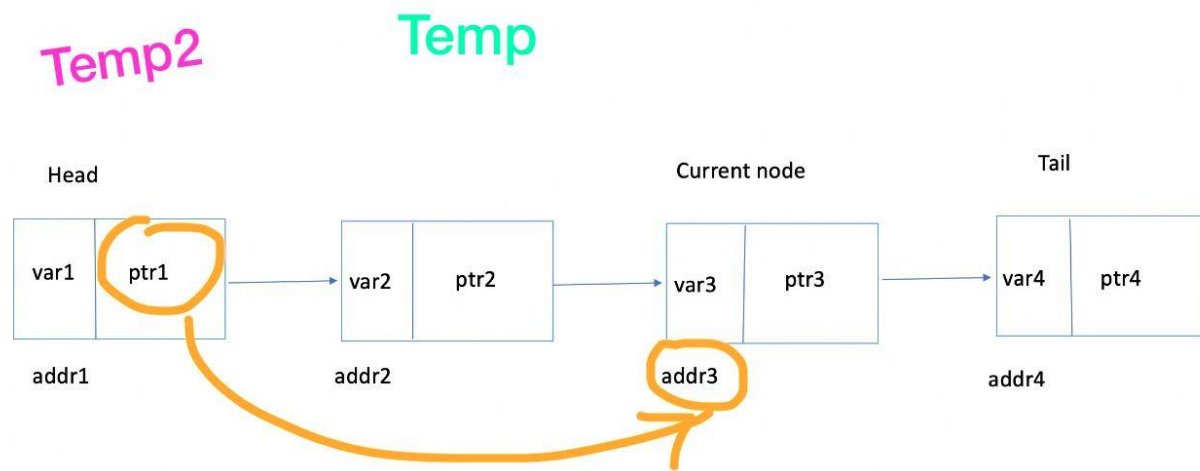 Temp2
Temp
Head
Current node
Tail
var1 ptr1
var2 ptr2
var3 ptr3
var4 ptr4
addr1
addr2
addr3
addr4